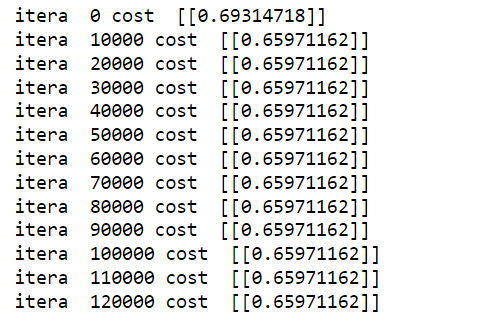 itera  0 cost  [[0.69314718]]
itera  10000 cost  [[0.65971162]]
itera  20000 cost  [[0.65971162]]
itera  30000 cost  [[0.65971162]]
itera  40000 cost  [[0.65971162]]
itera  50000 cost  [[0.65971162]]
itera  60000 cost  [[0.65971162]]
itera  70000 cost  [[0.65971162]]
itera  80000 cost  [[0.65971162]]
itera  90000 cost  [[0.65971162]]
itera  100000 cost  [[0.65971162]]
itera  110000 cost  [[0.65971162]]
itera  120000 cost  [[0.65971162]]